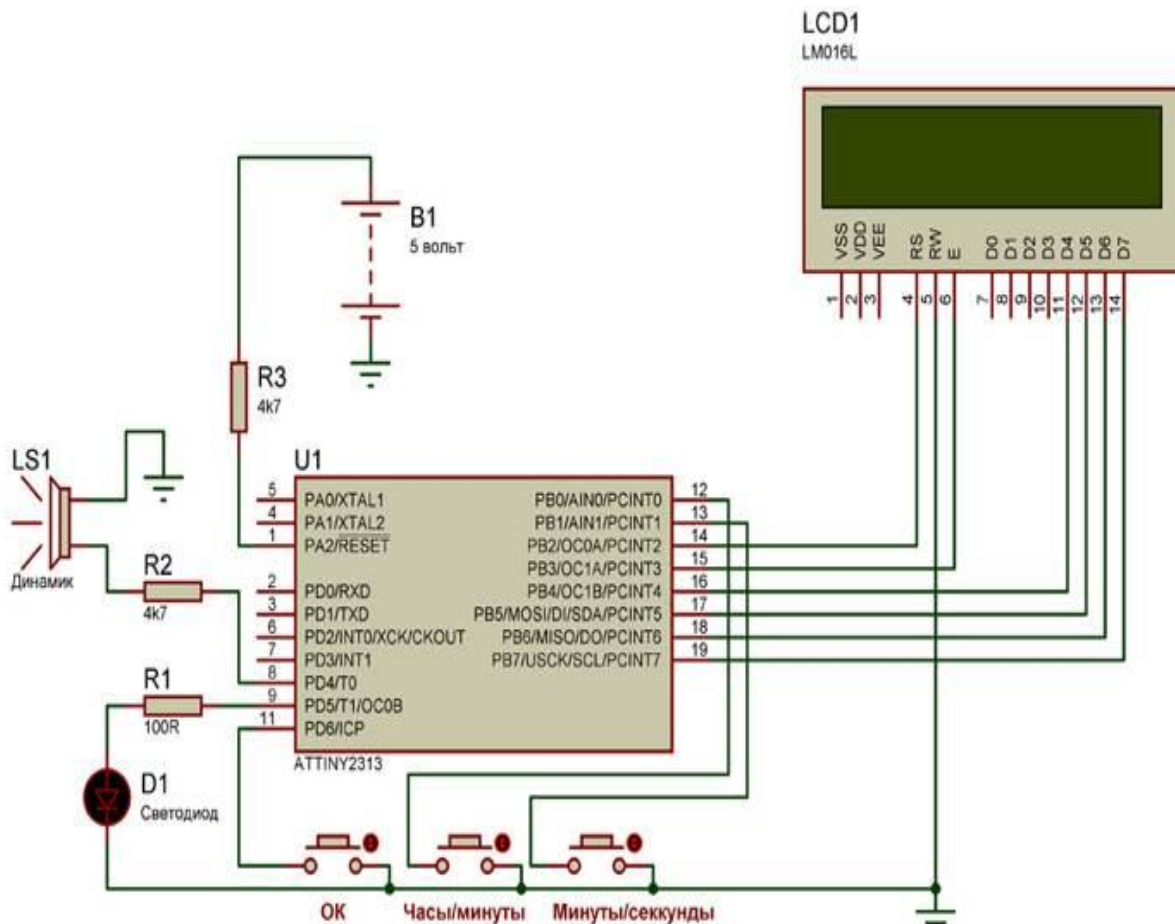 LCD1
LM016L
VSS
VDD
VEE
RS
RW
E
D0
D1
D2
D3
D4
D5
D6
D7
1
2
3
4
5
6
7
8
9
10
11
12
13
14
B1
5 вольт
R3
4k7
LS1
Динамик
R2
4k7
R1
100R
D1
Светодиод
U1
5 PA0/XTAL1 PB0/AIN0/PCINT0 12
4 PA1/XTAL2 PB1/AIN1/PCINT1 13
1 PA2/RESET PB2/OC0A/PCINT2 14
PB3/OC1A/PCINT3 15
2 PD0/RXD PB4/OC1B/PCINT4 16
3 PD1/TXD PB5/MOSI/DI/SDA/PCINT5 17
6 PD2/INT0/XCK/CKOUT PB6/MISO/DO/PCINT6 18
7 PD3/INT1 PB7/USCK/SCL/PCINT7 19
8 PD4/T0
9 PD5/T1/OC0B
11 PD6/ICP
ATTINY2313
ОК Часы/минуты Минуты/секкунды